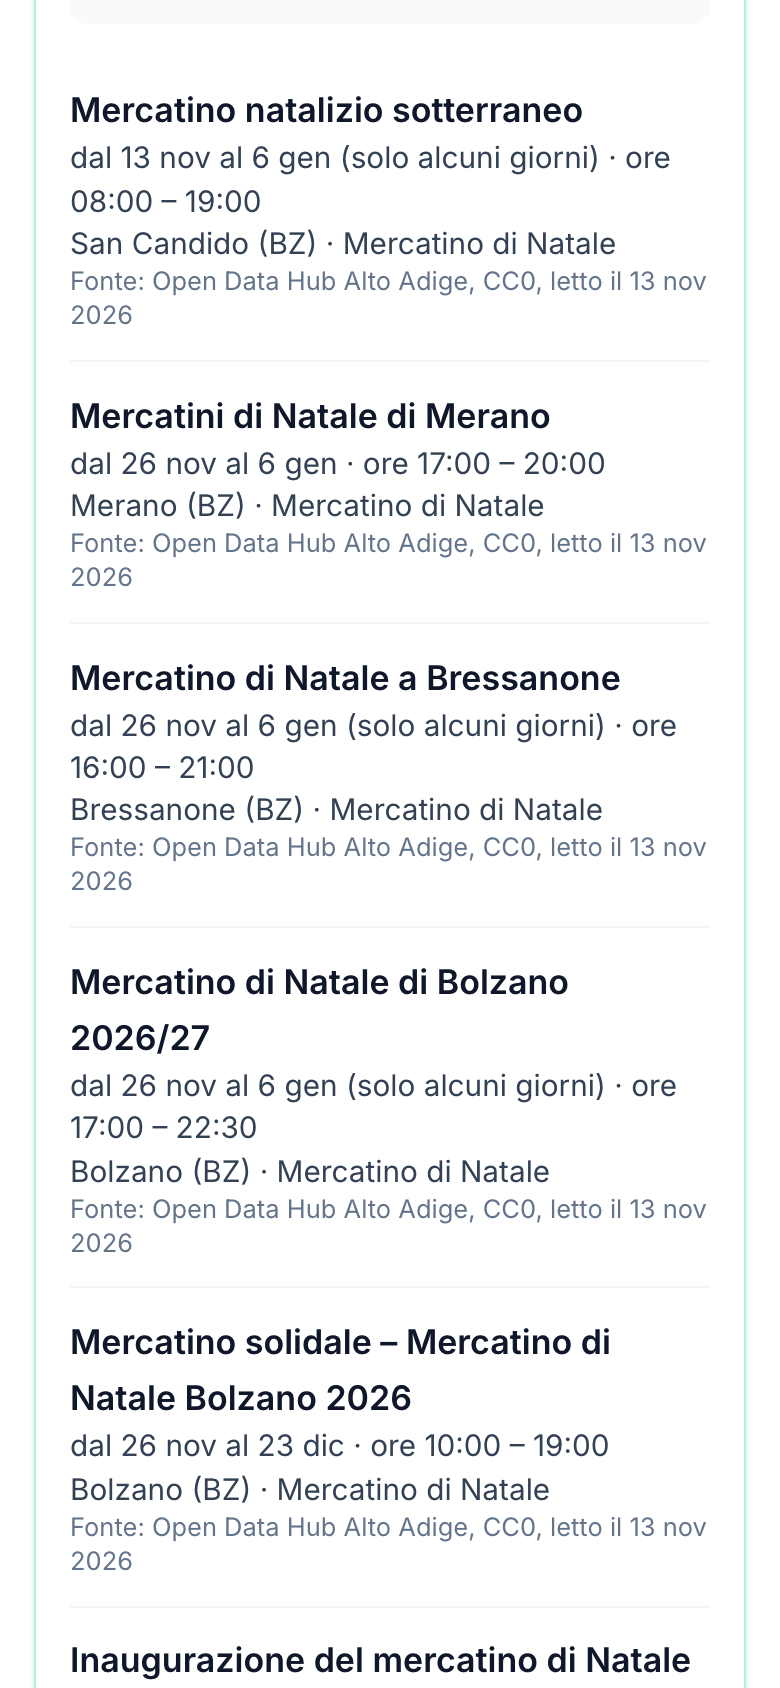 Mercatino natalizio sotterraneo
dal 13 nov al 6 gen (solo alcuni giorni) · ore
08:00 – 19:00
San Candido (BZ) · Mercatino di Natale
Fonte: Open Data Hub Alto Adige, CC0, letto il 13 nov
2026
Mercatini di Natale di Merano
dal 26 nov al 6 gen · ore 17:00 – 20:00
Merano (BZ) · Mercatino di Natale
Fonte: Open Data Hub Alto Adige, CC0, letto il 13 nov
2026
Mercatino di Natale a Bressanone
dal 26 nov al 6 gen (solo alcuni giorni) · ore
16:00 – 21:00
Bressanone (BZ) · Mercatino di Natale
Fonte: Open Data Hub Alto Adige, CC0, letto il 13 nov
2026
Mercatino di Natale di Bolzano
2026/27
dal 26 nov al 6 gen (solo alcuni giorni) · ore
17:00 – 22:30
Bolzano (BZ) · Mercatino di Natale
Fonte: Open Data Hub Alto Adige, CC0, letto il 13 nov
2026
Mercatino solidale – Mercatino di
Natale Bolzano 2026
dal 26 nov al 23 dic · ore 10:00 – 19:00
Bolzano (BZ) · Mercatino di Natale
Fonte: Open Data Hub Alto Adige, CC0, letto il 13 nov
2026
Inaugurazione del mercatino di Natale